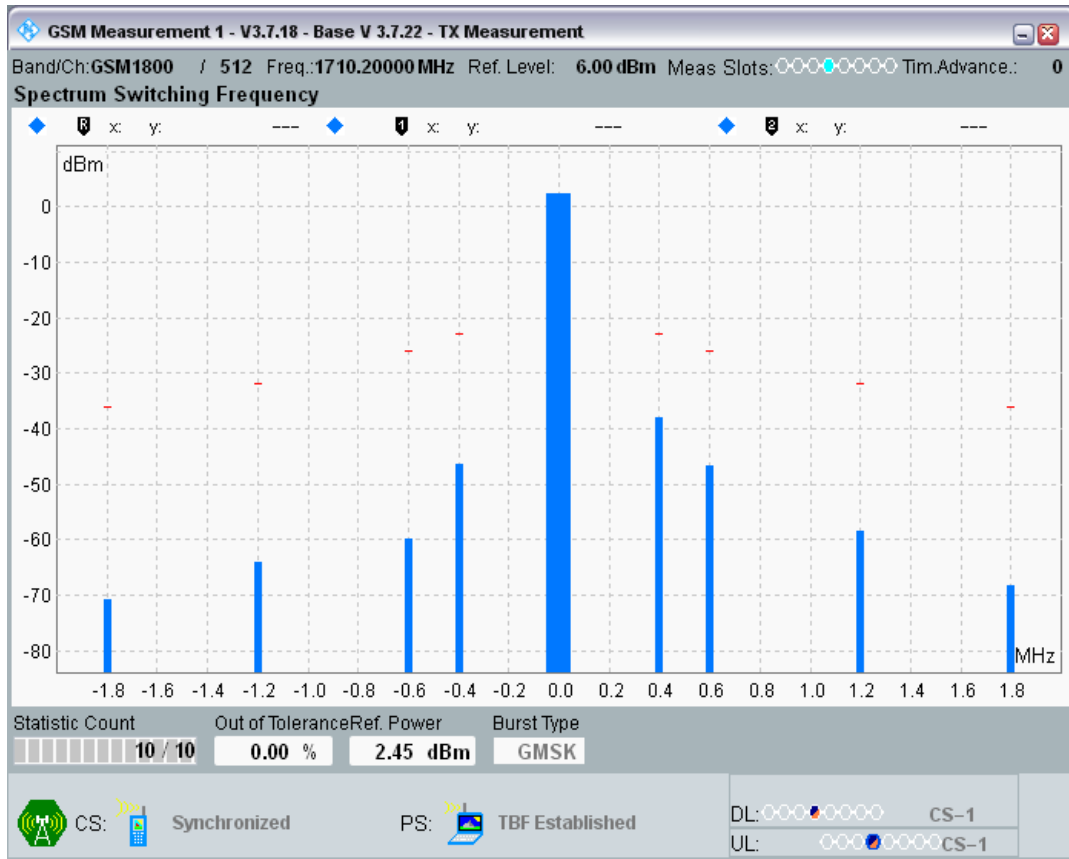 GSM Measurement 1 - V3.7.18 - Base V 3.7.22 - TX Measurement
Band/Ch:GSM1800 / 512 Freq.:1710.20000 MHz Ref. Level: 6.00 dBm Meas Slots: Tim.Advance.: 0
Spectrum Switching Frequency
R x: y: --- 1 x: y: --- 2 x: y: ---
dBm
0
-10
-20
-30
-40
-50
-60
-70
-80
MHz
-1.8 -1.6 -1.4 -1.2 -1.0 -0.8 -0.6 -0.4 -0.2 0.0 0.2 0.4 0.6 0.8 1.0 1.2 1.4 1.6 1.8
Statistic Count Out of Tolerance Ref. Power Burst Type
10 / 10 0.00 % 2.45 dBm GMSK
CS: Synchronized PS: TBF Established DL: CS-1
UL: CS-1